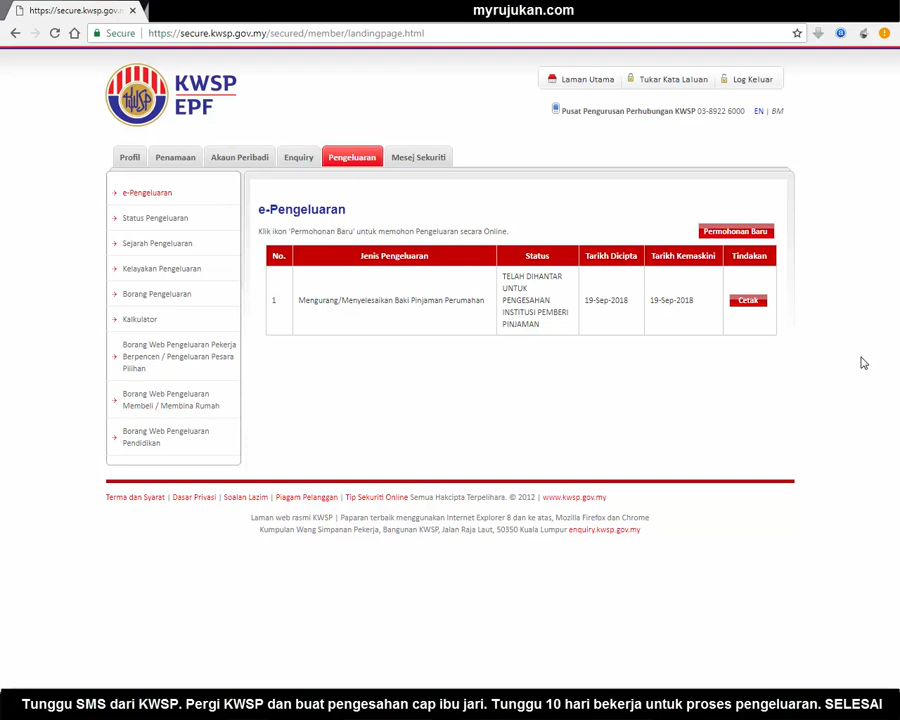 myrujukan.com
https://secure.kwsp.gov.m
Secure
https://secure.kwsp.gov.my/secured/member/landingpage.html
KWSP
EPF
Laman Utama
Tukar Kata Laluan
Log Keluar
Pusat Pengurusan Perhubungan KWSP 03-8922 6000 EN | BM
Profil
Penamaan
Akaun Peribadi
Enquiry
Pengeluaran
Mesej Sekuriti
e-Pengeluaran
Status Pengeluaran
Sejarah Pengeluaran
Kelayakan Pengeluaran
Borang Pengeluaran
Kalkulator
Borang Web Pengeluaran Pekerja
Berpencen / Pengeluaran Pesara
Pilihan
Borang Web Pengeluaran
Membeli / Membina Rumah
Borang Web Pengeluaran
Pendidikan
e-Pengeluaran
Klik ikon 'Permohonan Baru' untuk memohon Pengeluaran secara Online.
Permohonan Baru
No.
Jenis Pengeluaran
Status
Tarikh Dicipta
Tarikh Kemaskini
Tindakan
1
Mengurang/Menyelesaikan Baki Pinjaman Perumahan
TELAH DIHANTAR
UNTUK
PENGESAHAN
INSTITUSI PEMBERI
PINJAMAN
19-Sep-2018
19-Sep-2018
Cetak
Terma dan Syarat | Dasar Privasi | Soalan Lazim | Piagam Pelanggan | Tip Sekuriti Online Semua Hakcipta Terpelihara. © 2012 | www.kwsp.gov.my
Laman web rasmi KWSP | Paparan terbaik menggunakan Internet Explorer 8 dan ke atas, Mozilla Firefox dan Chrome
Kumpulan Wang Simpanan Pekerja, Bangunan KWSP, Jalan Raja Laut, 50350 Kuala Lumpur enquiry.kwsp.gov.my
Tunggu SMS dari KWSP. Pergi KWSP dan buat pengesahan cap ibu jari. Tunggu 10 hari bekerja untuk proses pengeluaran. SELESAI